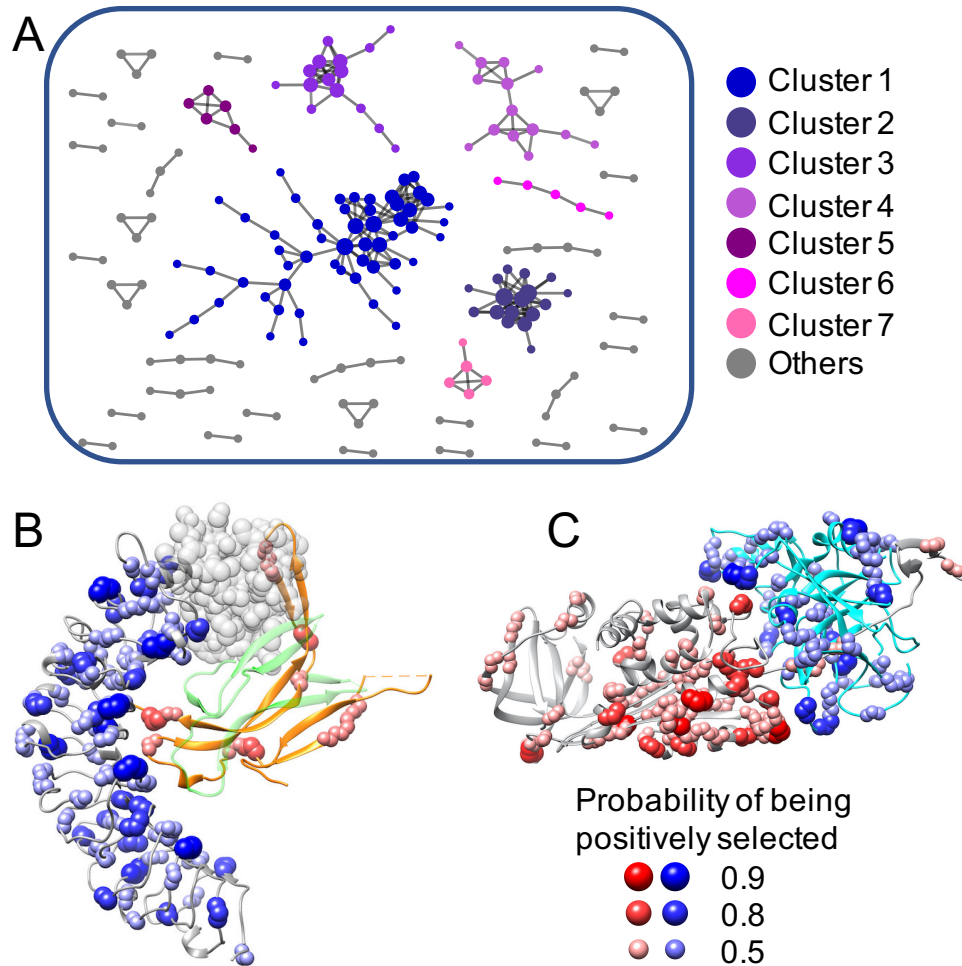 A
Cluster 1
Cluster 2
Cluster 3
Cluster 4
Cluster 5
Cluster 6
Cluster 7
Others
B
C
Probability of being
positively selected
0.9
0.8
0.5